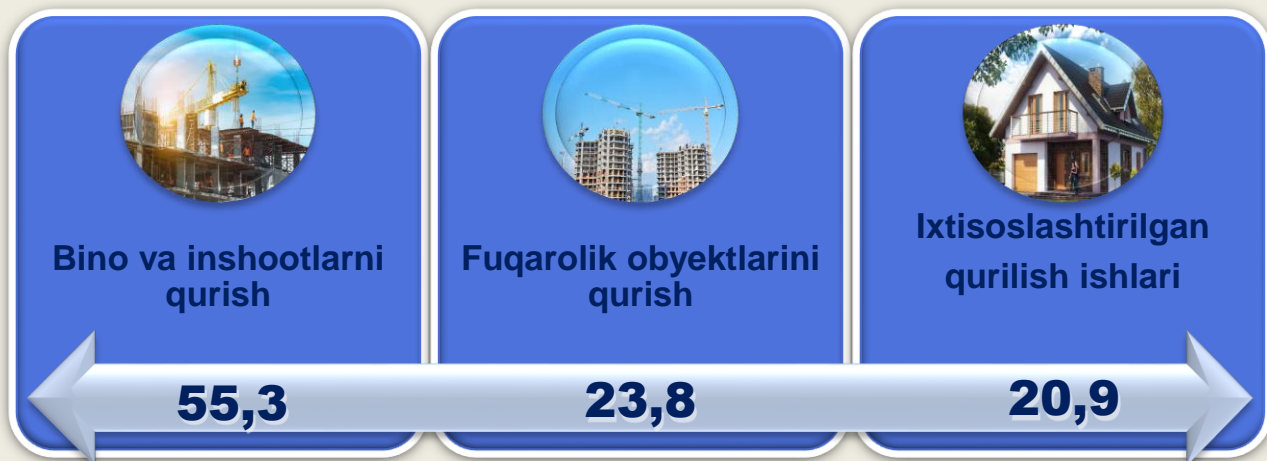 Bino va inshootlarni
qurish
Fuqarolik obyektlarini
qurish
Ixtisoslashtirilgan
qurilish ishlari
55,3
23,8
20,9